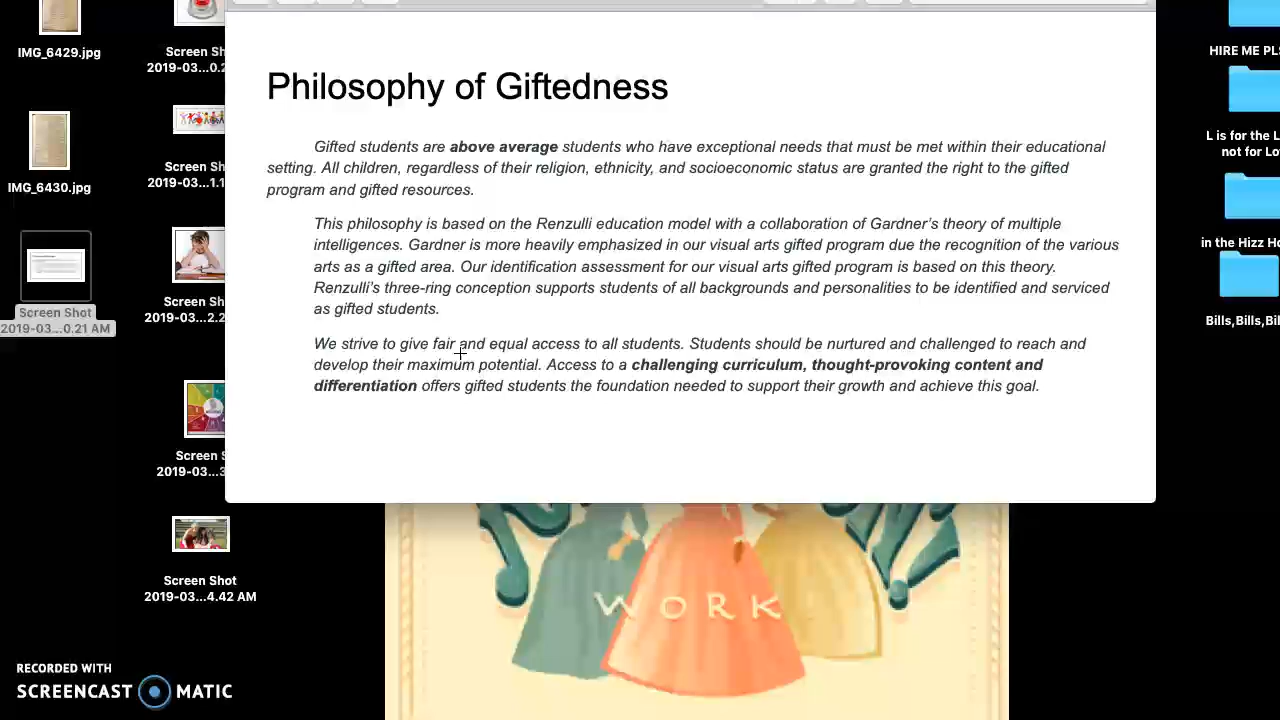 IMG_6429.jpg
Screen Sh
2019-03...0.2
HIRE ME PLS
Philosophy of Giftedness
Gifted students are above average students who have exceptional needs that must be met within their educational
setting. All children, regardless of their religion, ethnicity, and socioeconomic status are granted the right to the gifted
program and gifted resources.
This philosophy is based on the Renzulli education model with a collaboration of Gardner's theory of multiple
intelligences. Gardner is more heavily emphasized in our visual arts gifted program due the recognition of the various
arts as a gifted area. Our identification assessment for our visual arts gifted program is based on this theory.
Renzulli's three-ring conception supports students of all backgrounds and personalities to be identified and serviced
as gifted students.
We strive to give fair and equal access to all students. Students should be nurtured and challenged to reach and
develop their maximum potential. Access to a challenging curriculum, thought-provoking content and
differentiation offers gifted students the foundation needed to support their growth and achieve this goal.
IMG_6430.jpg
Screen Sh
2019-03...1.1
L is for the L
not for Lo
Screen Shot
2019-03...0.21 AM
Screen Sh
2019-03...2.2
in the Hizz Ho
Bills,Bills,Bil
Screen S
2019-03...3
Screen Shot
2019-03...4.42 AM
WORK
RECORDED WITH
SCREENCAST MATIC